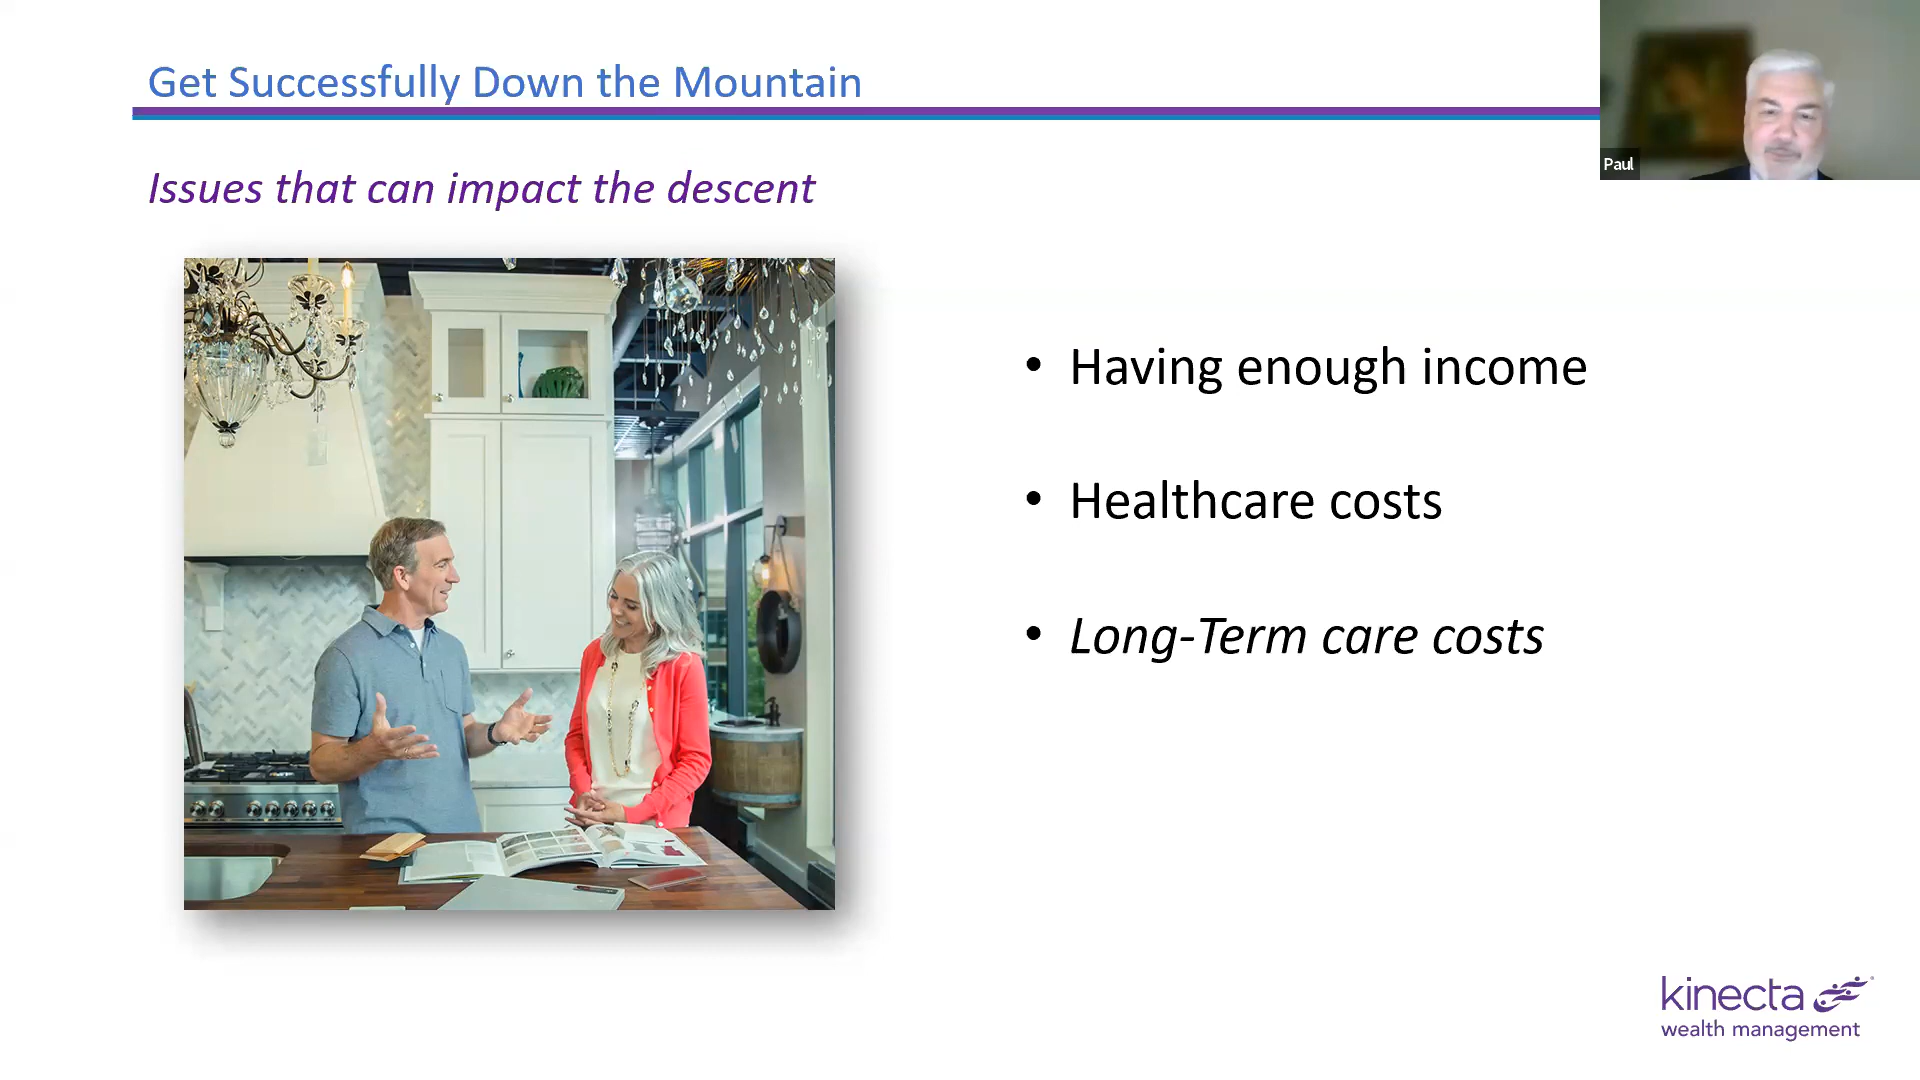 Get Successfully Down the Mountain
Paul
Issues that can impact the descent
• Having enough income
• Healthcare costs
• Long-Term care costs
kinecta
wealth management